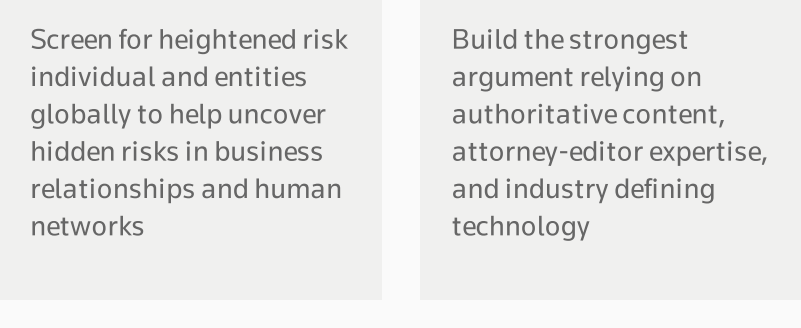 Screen for heightened risk
individual and entities
globally to help uncover
hidden risks in business
relationships and human
networks
Build the strongest
argument relying on
authoritative content,
attorney-editor expertise,
and industry defining
technology